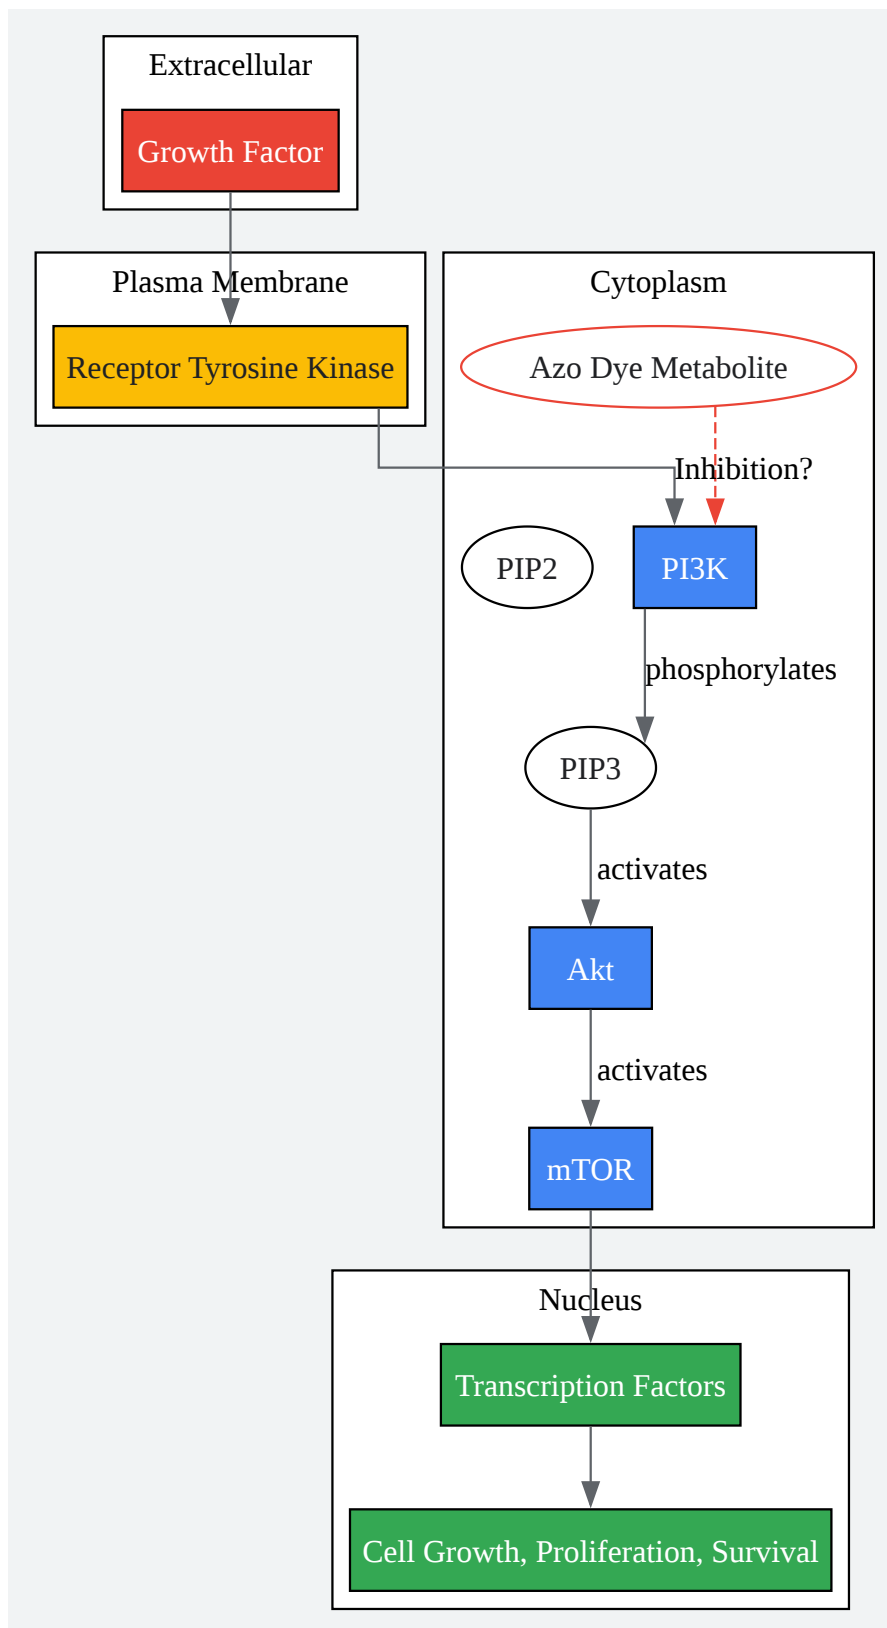 Extracellular
Growth Factor
Plasma Membrane
Receptor Tyrosine Kinase
Cytoplasm
Azo Dye Metabolite
Inhibition?
PIP2
PI3K
phosphorylates
PIP3
activates
Akt
activates
mTOR
Nucleus
Transcription Factors
Cell Growth, Proliferation, Survival